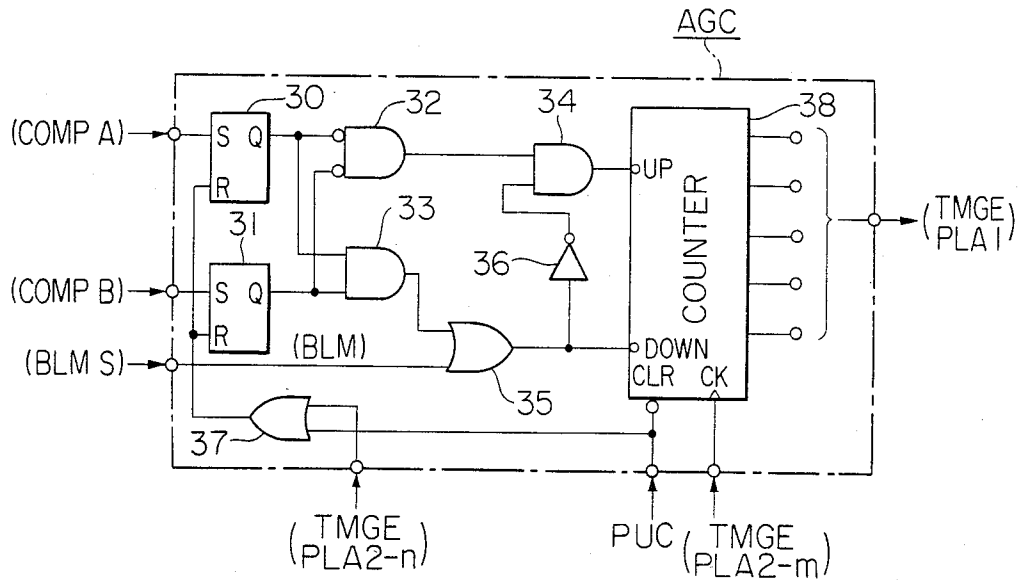 AGC
30
32
34
38
(COMP A)
S Q
R
UP
33
31
36
COUNTER
(TMGE
PLA1)
(COMP B)
S Q
R
(BLM S)
(BLM)
DOWN
CLR CK
35
37
(TMGE
PLA2-n)
PUC
(TMGE
PLA2-m)